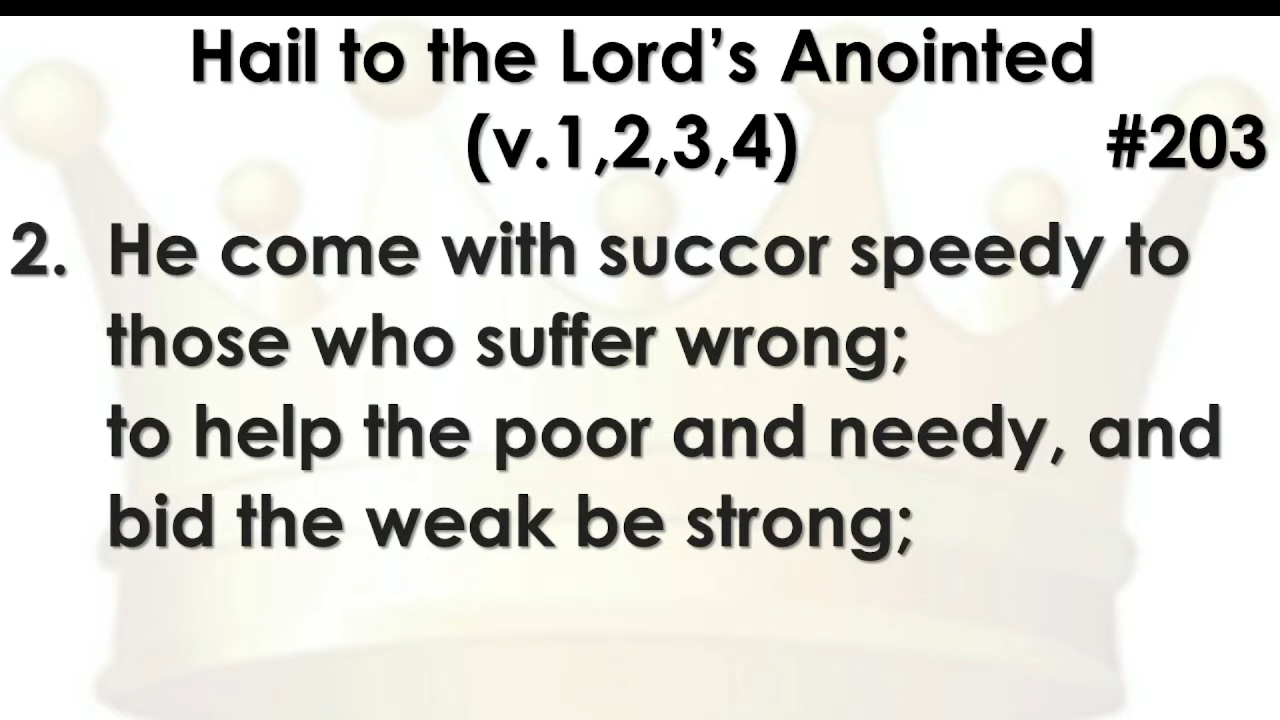 Hail to the Lord’s Anointed
(v.1,2,3,4) #203
2. He come with succor speedy to
those who suffer wrong;
to help the poor and needy, and
bid the weak be strong;